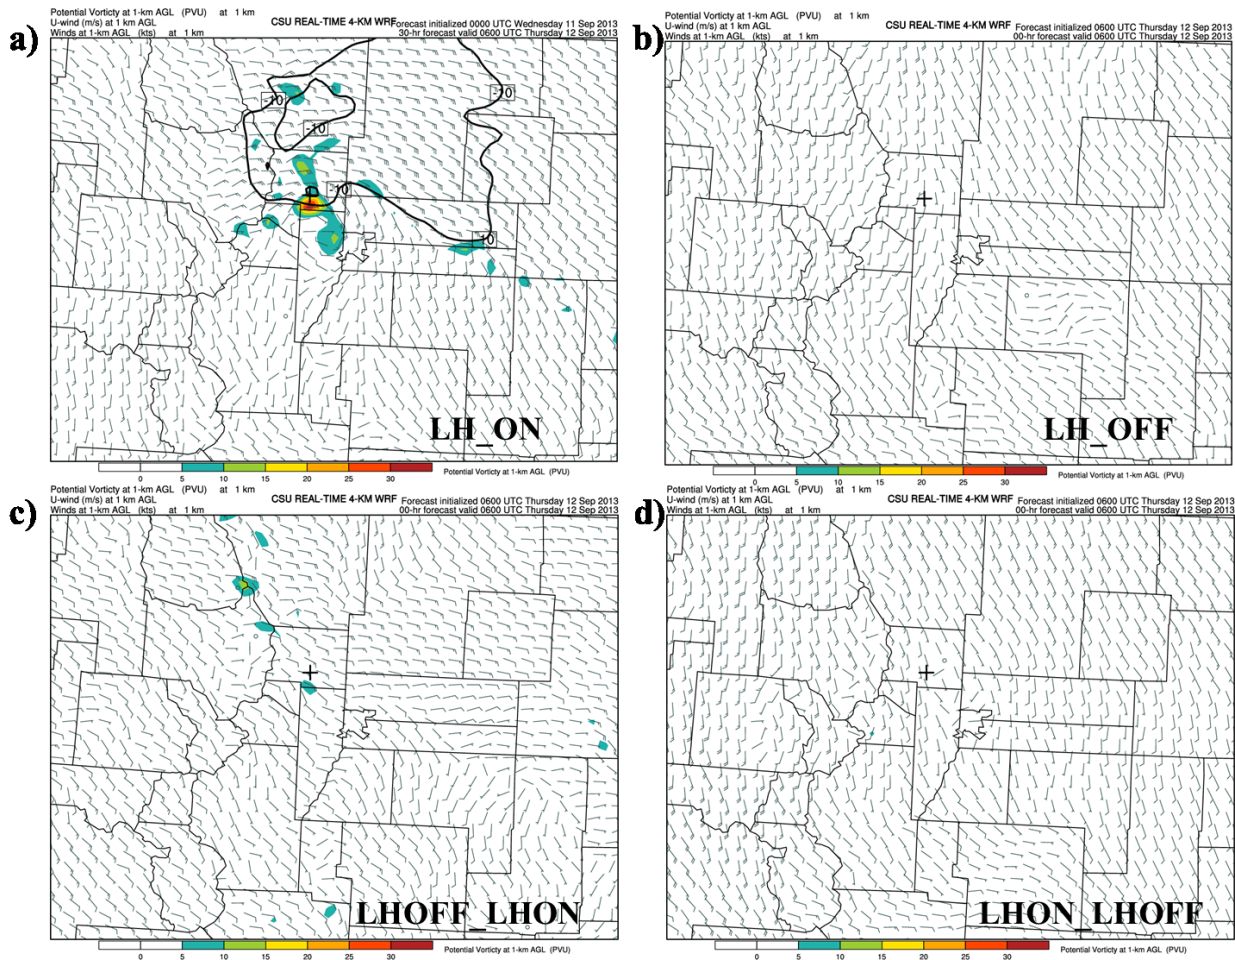 a)
Potential Vorticity at 1-km AGL (PVU) at 1 km
U-wind (m/s) at 1 km AGL
Winds at 1-km AGL (kts) at 1 km
CSU REAL-TIME 4-KM WRF
Forecast initialized 0000 UTC Wednesday 11 Sep 2013
30-hr forecast valid 0600 UTC Thursday 12 Sep 2013
-10
-10
-10
-10
-10
LH_ON
0 5 10 15 20 25 30
Potential Vorticty at 1-km AGL (PVU)
b)
Potential Vorticity at 1-km AGL (PVU) at 1 km
U-wind (m/s) at 1 km AGL
Winds at 1-km AGL (kts) at 1 km
CSU REAL-TIME 4-KM WRF
Forecast initialized 0600 UTC Thursday 12 Sep 2013
00-hr forecast valid 0600 UTC Thursday 12 Sep 2013
LH_OFF
0 5 10 15 20 25 30
Potential Vorticty at 1-km AGL (PVU)
c)
Potential Vorticity at 1-km AGL (PVU) at 1 km
U-wind (m/s) at 1 km AGL
Winds at 1-km AGL (kts) at 1 km
CSU REAL-TIME 4-KM WRF
Forecast initialized 0600 UTC Thursday 12 Sep 2013
00-hr forecast valid 0600 UTC Thursday 12 Sep 2013
LHOFF_LHON
0 5 10 15 20 25 30
Potential Vorticty at 1-km AGL (PVU)
d)
Potential Vorticity at 1-km AGL (PVU) at 1 km
U-wind (m/s) at 1 km AGL
Winds at 1-km AGL (kts) at 1 km
CSU REAL-TIME 4-KM WRF
Forecast initialized 0600 UTC Thursday 12 Sep 2013
00-hr forecast valid 0600 UTC Thursday 12 Sep 2013
LHON_LHOFF
0 5 10 15 20 25 30
Potential Vorticty at 1-km AGL (PVU)